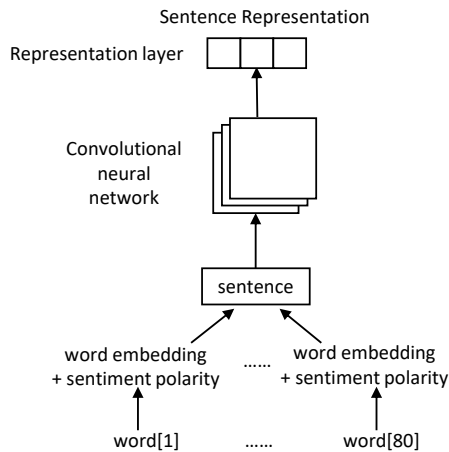 Sentence Representation
Representation layer
Convolutional
neural
network
sentence
word embedding
+ sentiment polarity
......
word embedding
+ sentiment polarity
word[1]
......
word[80]